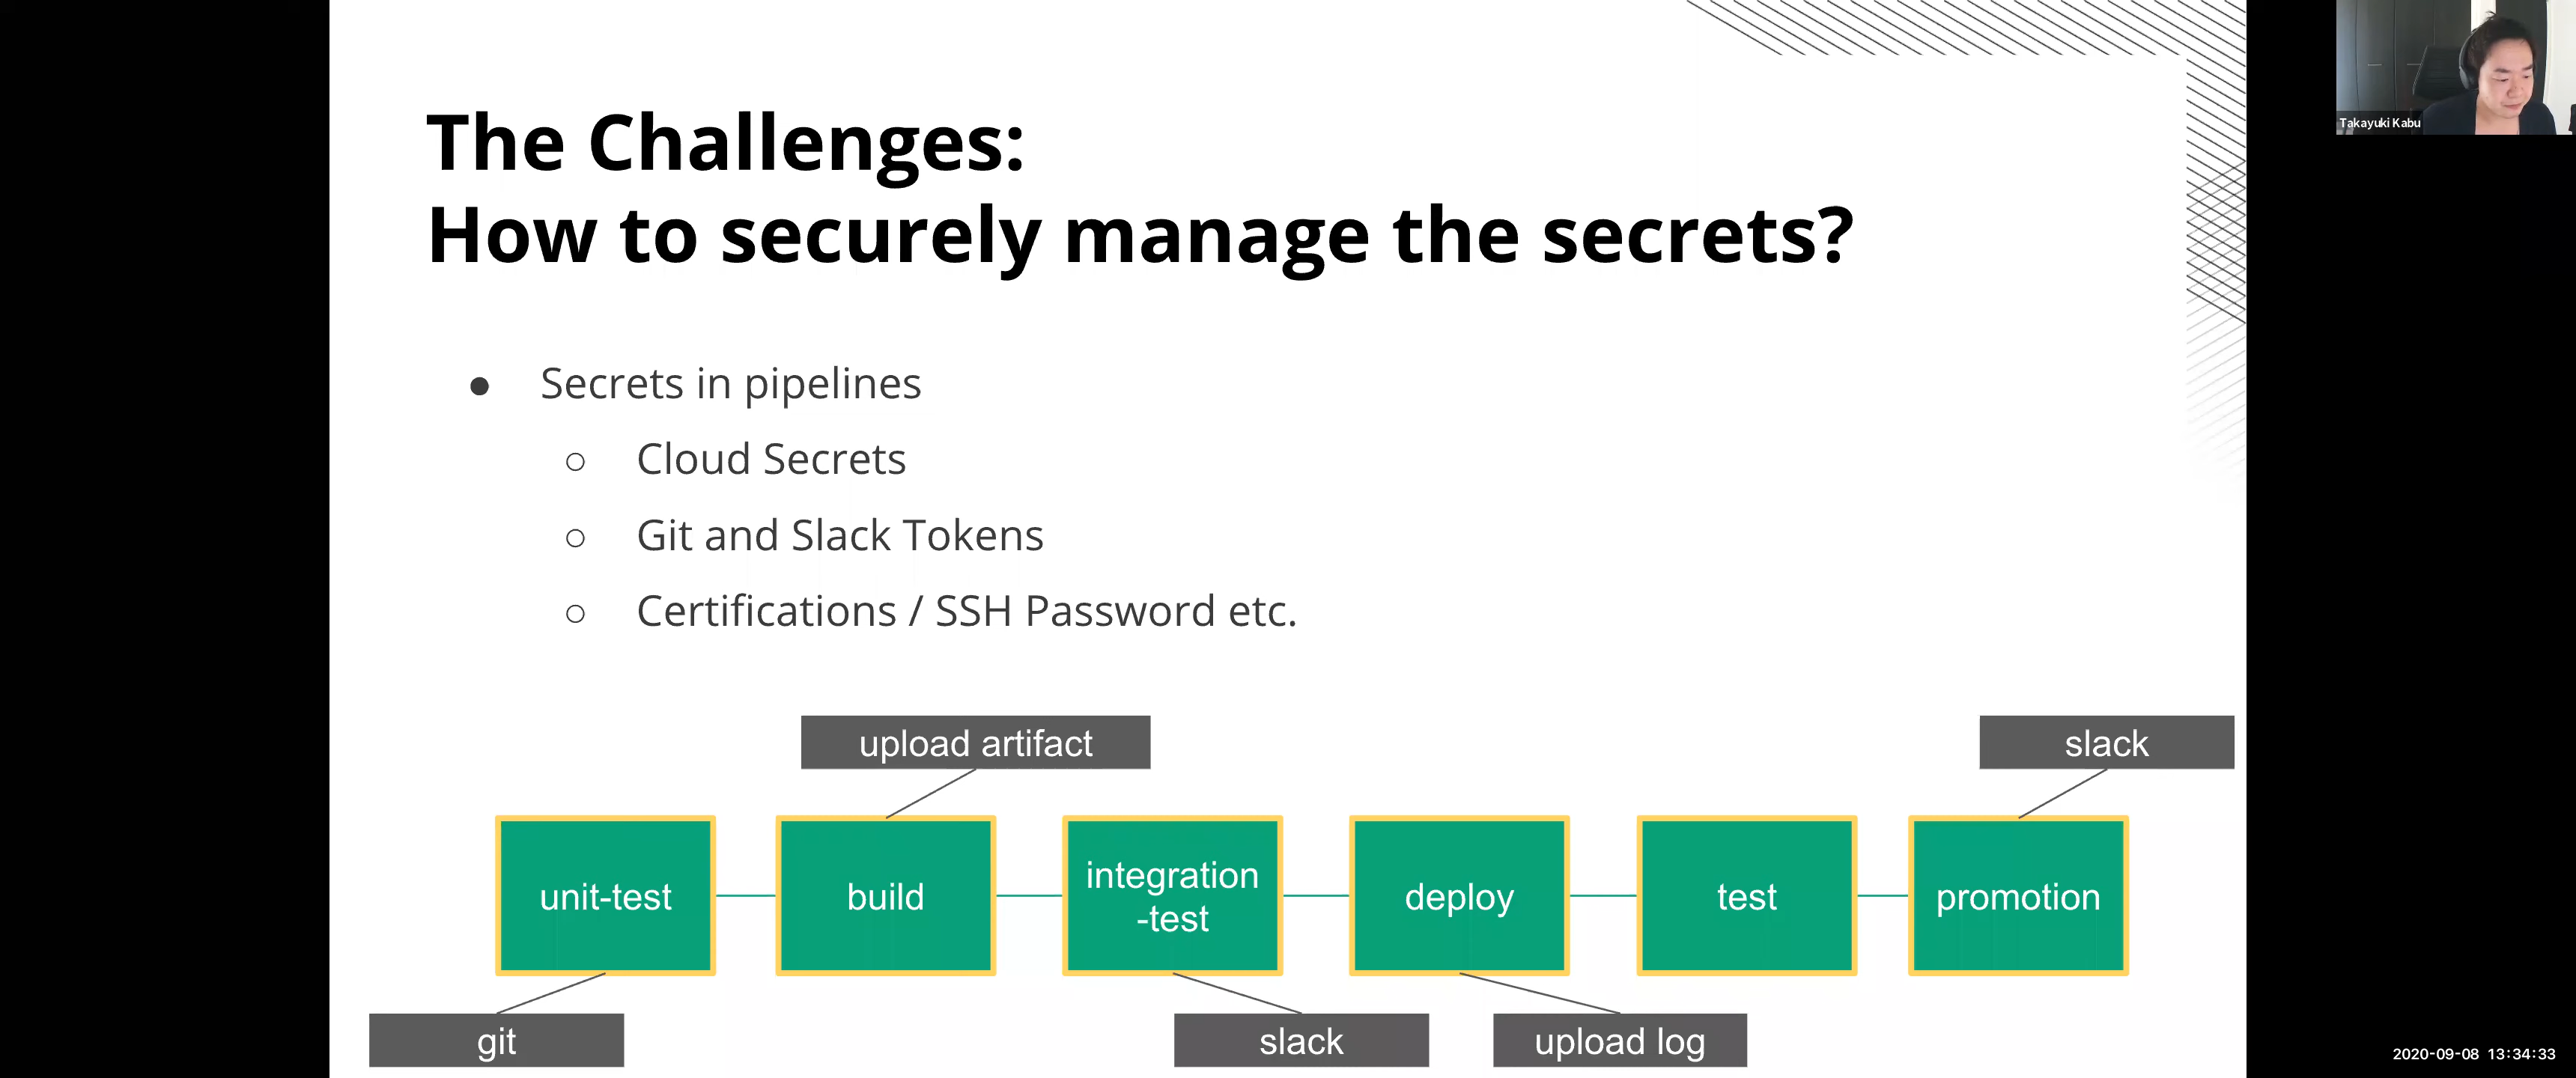 The Challenges:
How to securely manage the secrets?
Takayuki Kabu
● Secrets in pipelines
○ Cloud Secrets
○ Git and Slack Tokens
○ Certifications / SSH Password etc.
upload artifact
slack
unit-test
build
integration
-test
deploy
test
promotion
git
slack
upload log
2020-09-08 13:34:33